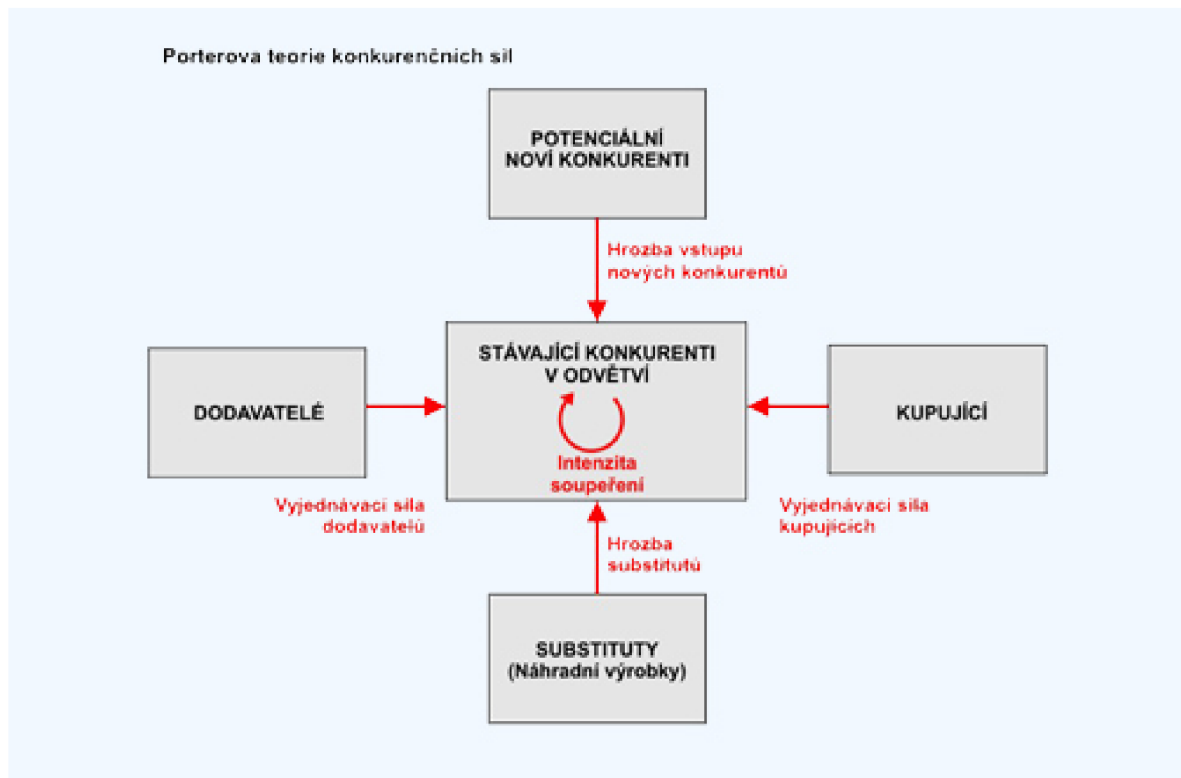 Porterova teorie konkurenčních sil
POTENCIÁLNÍ
NOVÍ KONKURENTI
Hrozba vstupu
nových konkurentů
STÁVAJÍCÍ KONKURENTI
V ODVĚTVÍ
Intenzita
soupeření
DODAVATELÉ
KUPUJÍCÍ
Vyjednávací síla
dodavatelů
Vyjednávací síla
kupujících
Hrozba
substitutů
SUBSTITUTY
(Náhradní výrobky)